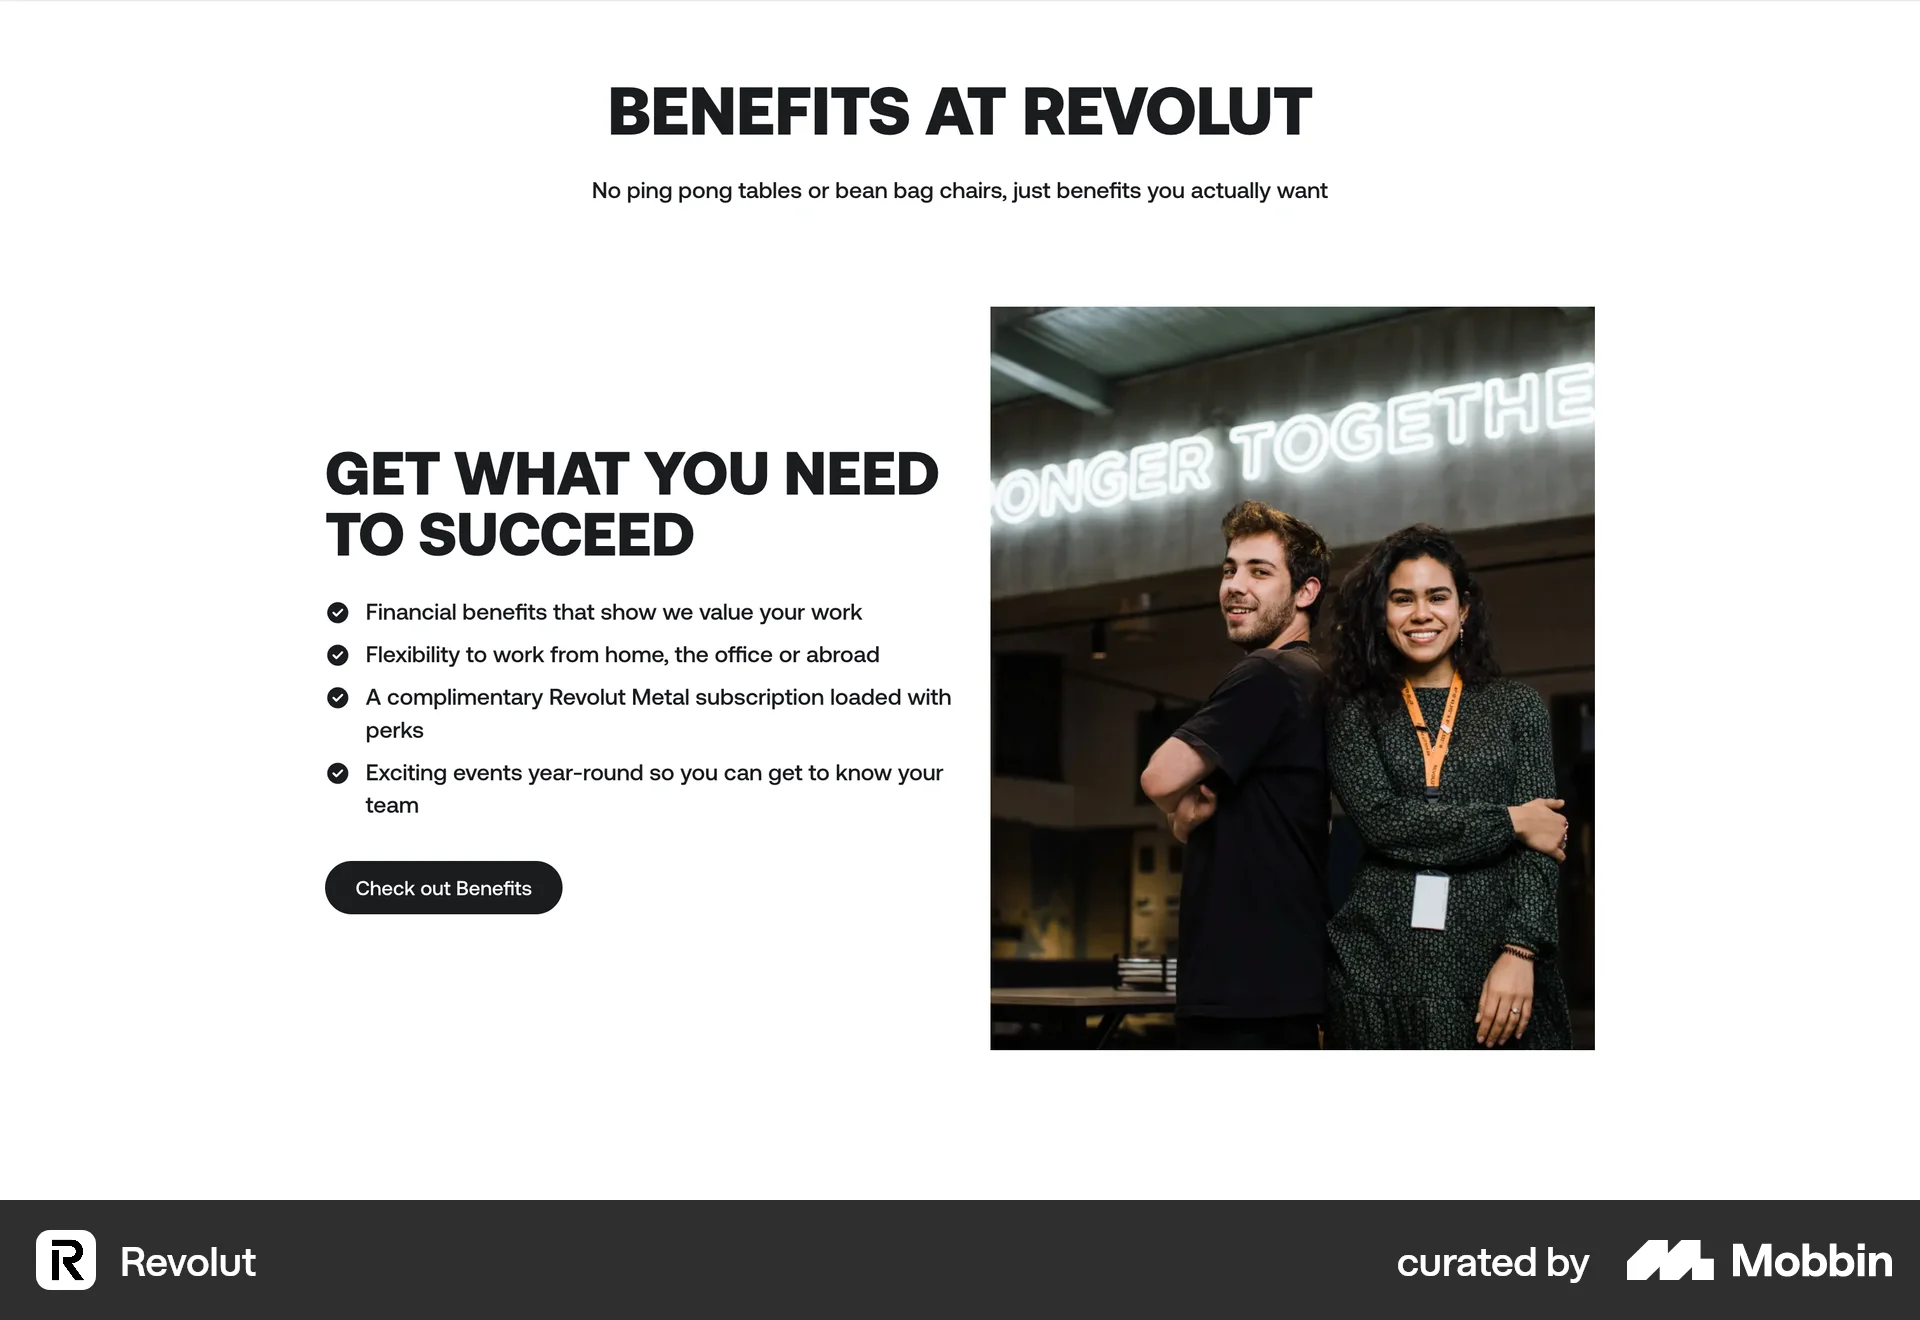 BENEFITS AT REVOLUT
No ping pong tables or bean bag chairs, just benefits you actually want
GET WHAT YOU NEED
TO SUCCEED
Financial benefits that show we value your work
Flexibility to work from home, the office or abroad
A complimentary Revolut Metal subscription loaded with
perks
Exciting events year-round so you can get to know your
team
Check out Benefits
ONGER TOGETHE
Revolut
curated by Mobbin